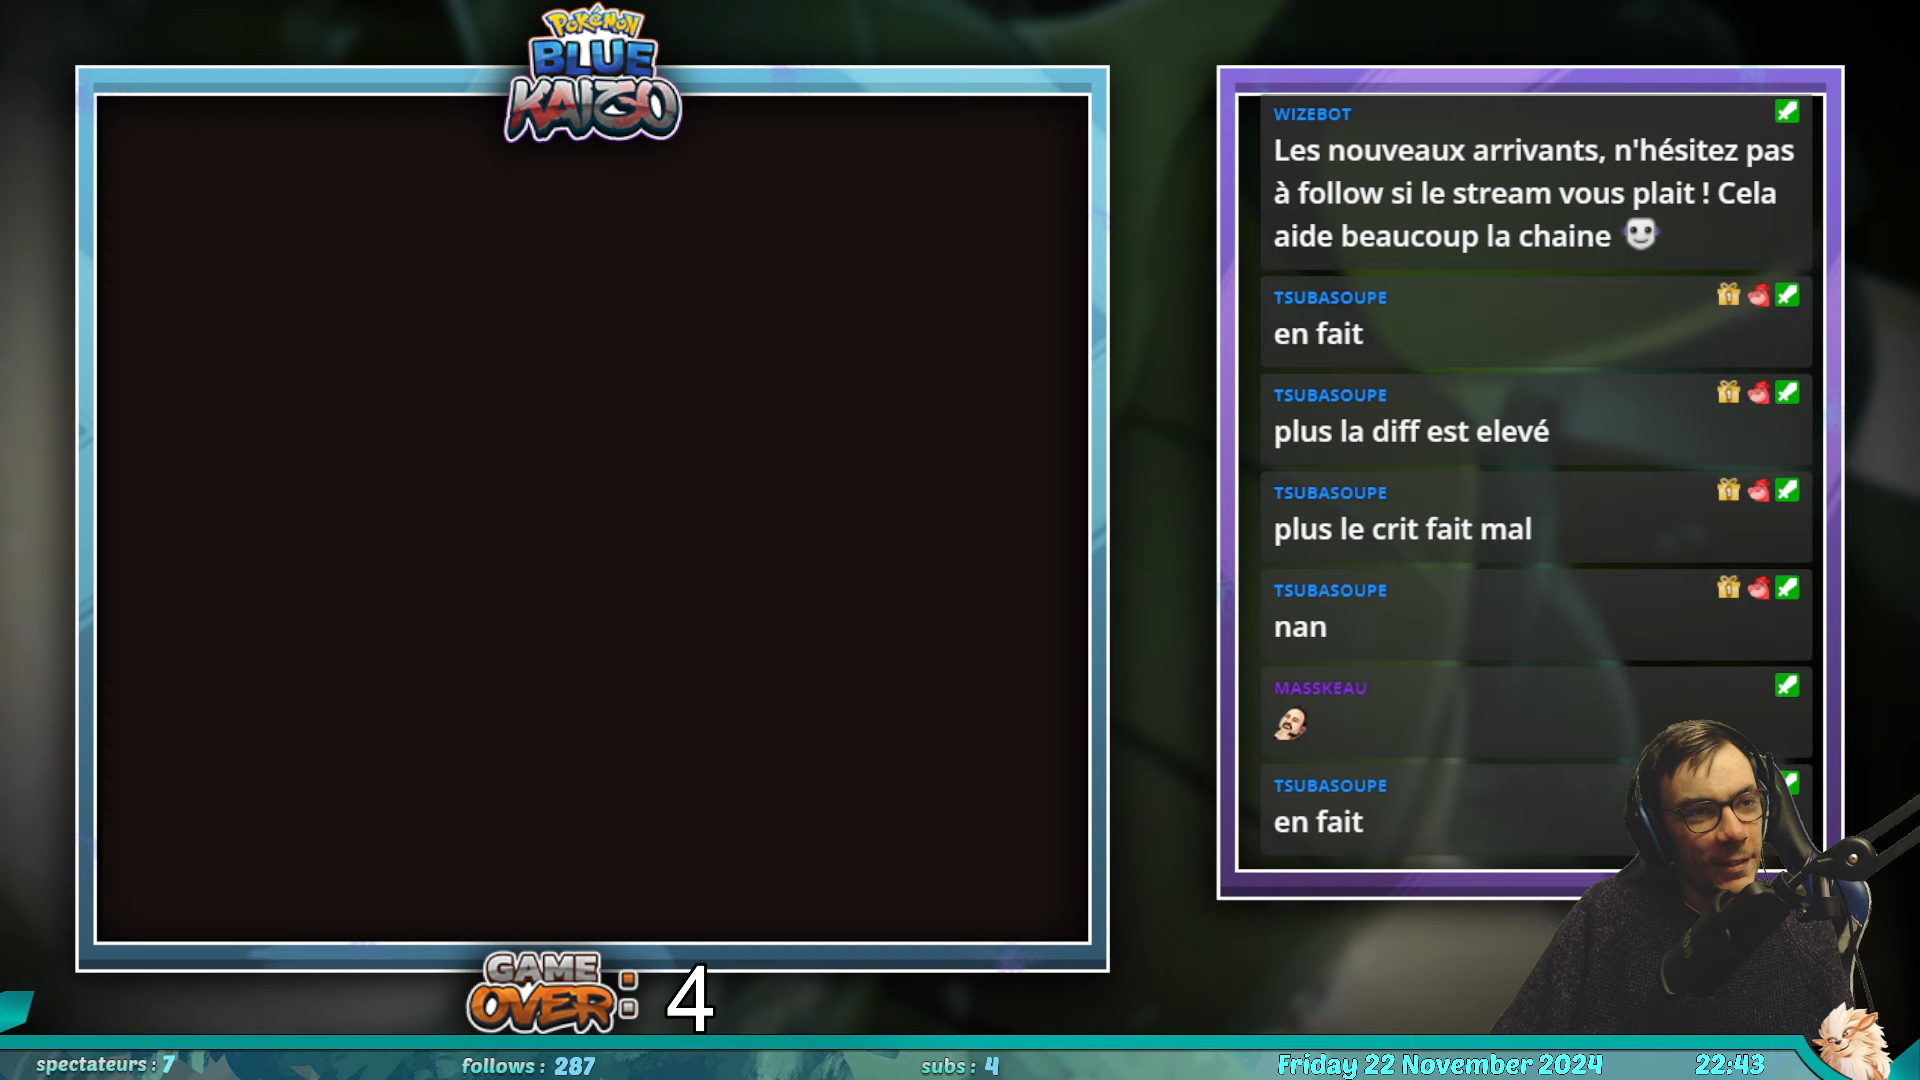 POKéMON
BLUE
KAIZO
WIZEBOT
Les nouveaux arrivants, n'hésitez pas
à follow si le stream vous plait ! Cela
aide beaucoup la chaine
TSUBASOUPE
en fait
TSUBASOUPE
plus la diff est elevé
TSUBASOUPE
plus le crit fait mal
TSUBASOUPE
nan
MASSKEAU
TSUBASOUPE
en fait
GAME
OVER : 4
spectateurs : 7 follows : 287 subs : 4 Friday 22 November 2024 22:43